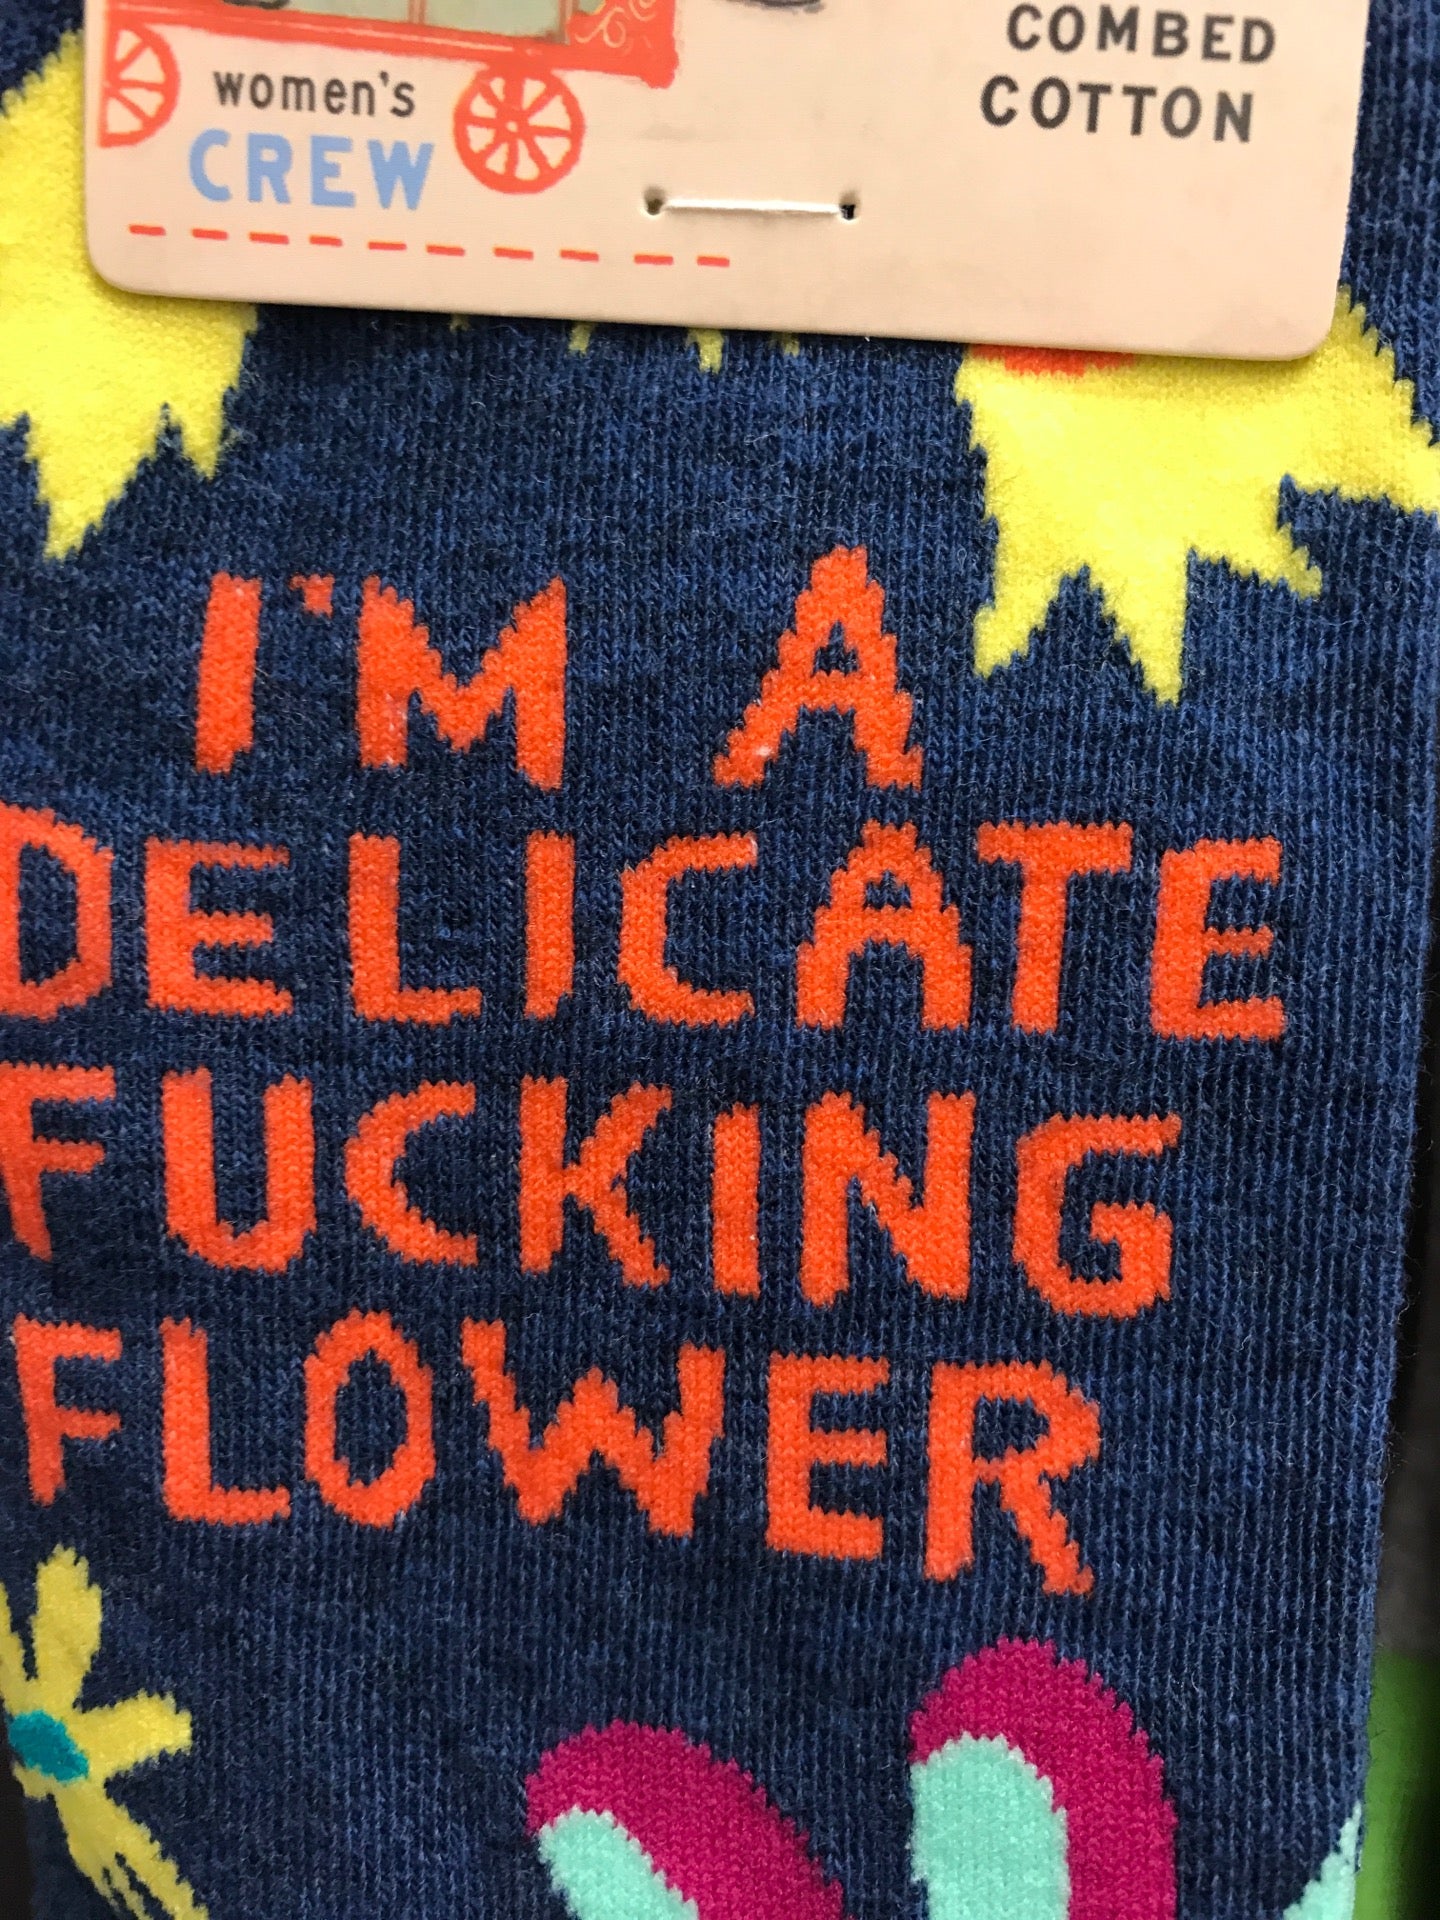 women's
CREW
COMBED
COTTON
I'M A
DELICATE
FUCKING
FLOWER